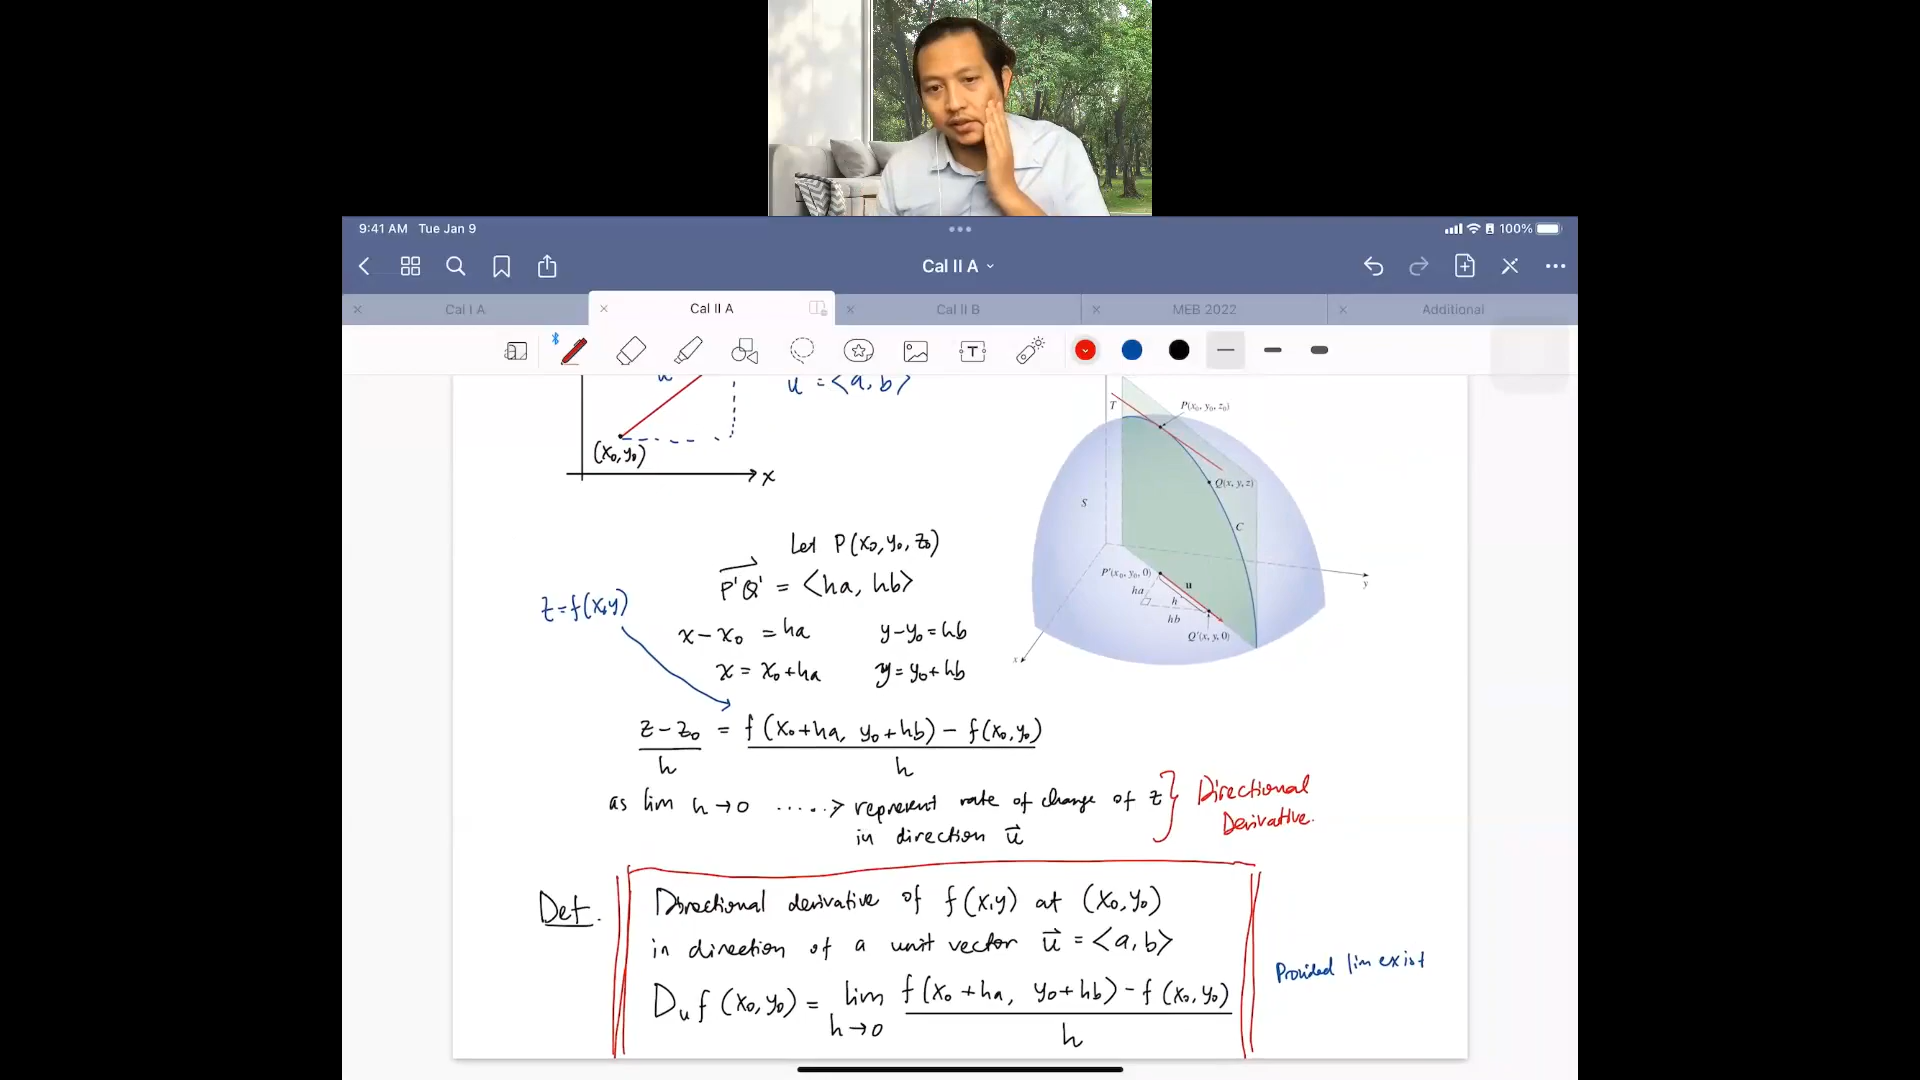 9:41 AM Tue Jan 9
100%
Cal II A
Cal I A
Cal II A
Cal II B
MEB 2022
Additional
T
u
u = <a, b>
(x₀, y₀)
x
T
P(x₀, y₀, z₀)
Q(x, y, z)
S
C
P'(x₀, y₀, 0)
u
ha
h
hb
Q'(x, y, 0)
y
x
Let P(x₀, y₀, z₀)
P'Q' = <ha, hb>
z = f(x,y)
x − x₀ = ha y − y₀ = hb
x = x₀ + ha y = y₀ + hb
z − z₀ = f(x₀+ha, y₀+hb) − f(x₀,y₀)
h h
as lim h→0 .....> represent rate of change of z } Directional
Derivative.
in direction u⃗
Def.
Directional derivative of f(x,y) at (x₀,y₀)
in direction of a unit vector u⃗ = <a, b>
Provided lim exist
Dᵤf(x₀,y₀) = lim f(x₀+ha, y₀+hb) − f(x₀,y₀)
h→0 h